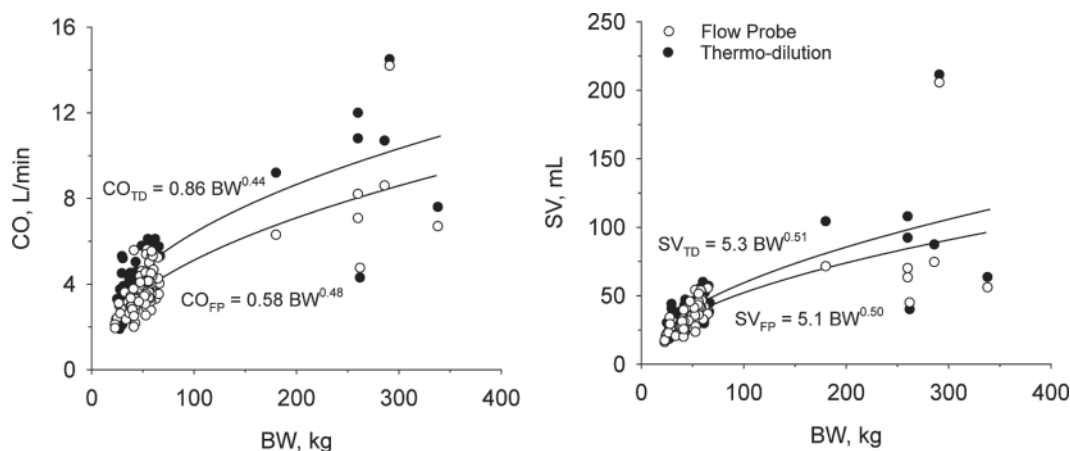 16
12
8
4
0
CO, L/min
CO_TD = 0.86 BW^0.44
CO_FP = 0.58 BW^0.48
0 100 200 300 400
BW, kg
250
200
150
100
50
0
SV, mL
Flow Probe
Thermo-dilution
SV_TD = 5.3 BW^0.51
SV_FP = 5.1 BW^0.50
0 100 200 300 400
BW, kg